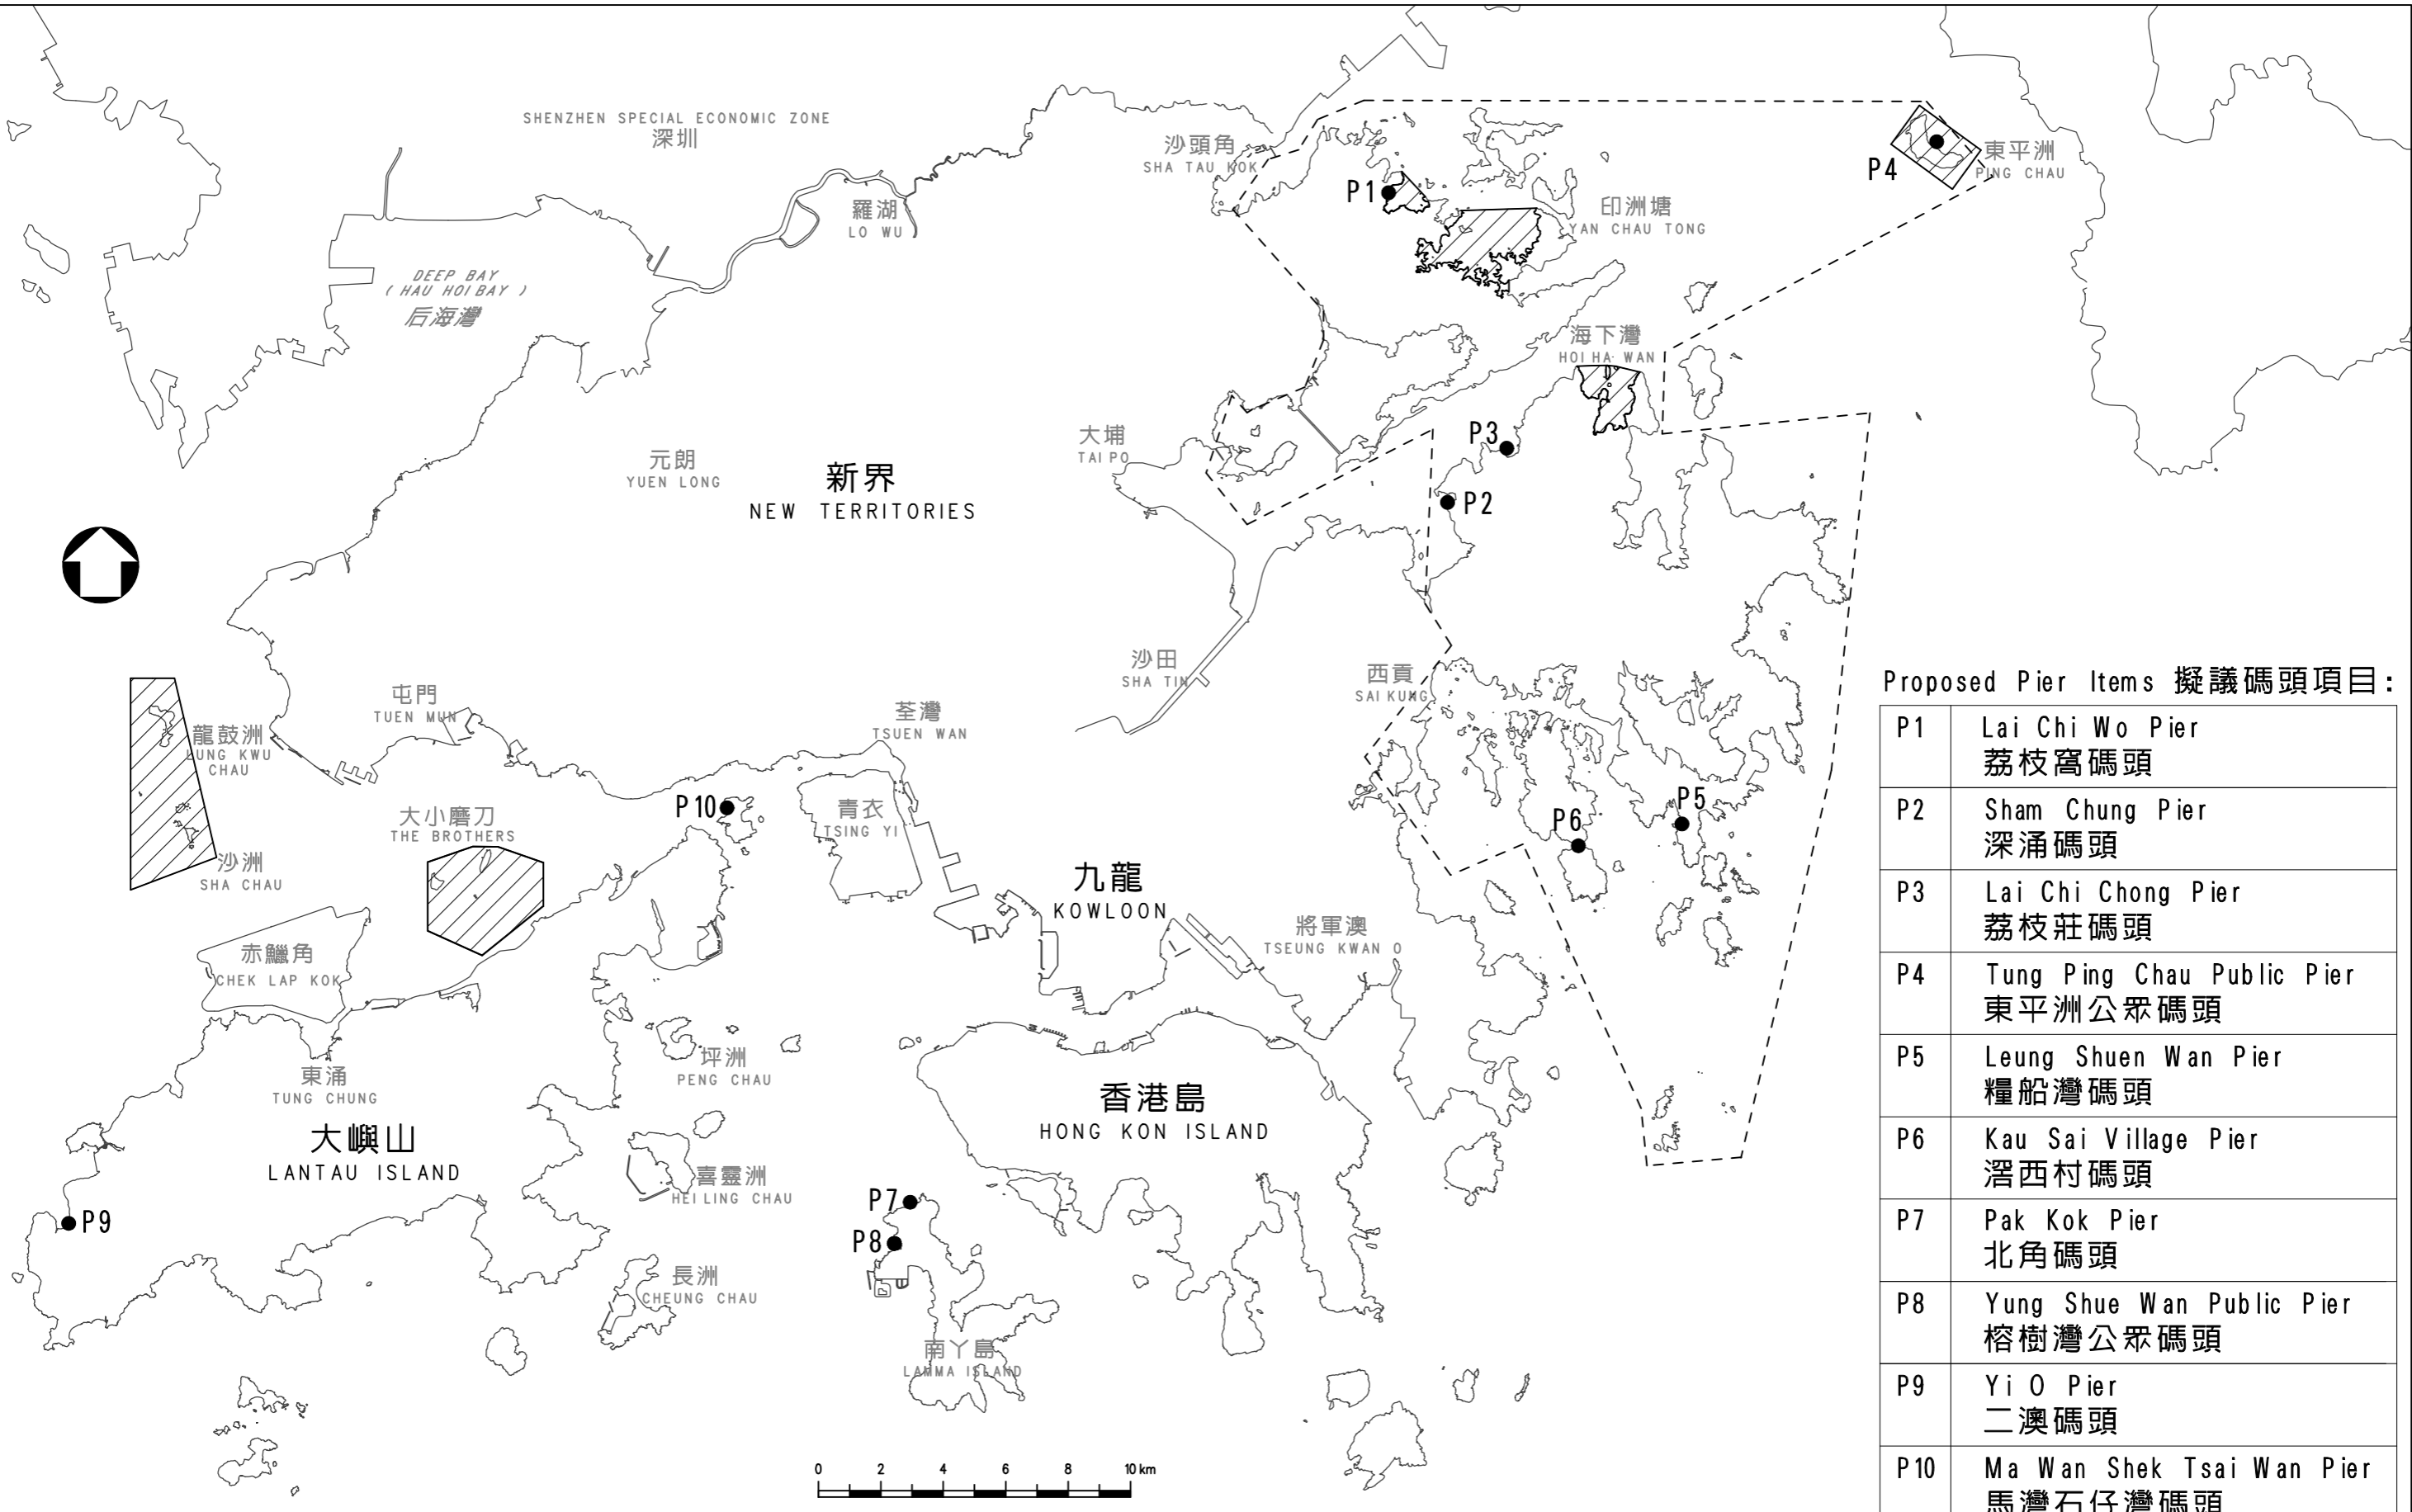 SHENZHEN SPECIAL ECONOMIC ZONE
深圳
沙頭角
SHA TAU KOK
P4
東平洲
PING CHAU
P1
羅湖
LO WU
印洲塘
YAN CHAU TONG
DEEP BAY
( HAU HOI BAY )
后海灣
海下灣
HOI HA WAN
大埔
TAI PO
P3
元朗
YUEN LONG
新界
NEW TERRITORIES
P2
沙田
SHA TIN
西貢
SAI KUNG
屯門
TUEN MUN
荃灣
TSUEN WAN
龍鼓洲
LUNG KWU
CHAU
大小磨刀
THE BROTHERS
P10
青衣
TSING YI
P5
P6
沙洲
SHA CHAU
九龍
KOWLOON
將軍澳
TSEUNG KWAN O
赤鱲角
CHEK LAP KOK
東涌
TUNG CHUNG
坪洲
PENG CHAU
香港島
HONG KON ISLAND
大嶼山
LANTAU ISLAND
喜靈洲
HEI LING CHAU
P7
P9
P8
長洲
CHEUNG CHAU
南丫島
LAMMA ISLAND
0 2 4 6 8 10 km
Proposed Pier Items 擬議碼頭項目:
P1 Lai Chi Wo Pier
荔枝窩碼頭
P2 Sham Chung Pier
深涌碼頭
P3 Lai Chi Chong Pier
荔枝莊碼頭
P4 Tung Ping Chau Public Pier
東平洲公眾碼頭
P5 Leung Shuen Wan Pier
糧船灣碼頭
P6 Kau Sai Village Pier
滘西村碼頭
P7 Pak Kok Pier
北角碼頭
P8 Yung Shue Wan Public Pier
榕樹灣公眾碼頭
P9 Yi O Pier
二澳碼頭
P10 Ma Wan Shek Tsai Wan Pier
馬灣石仔灣碼頭